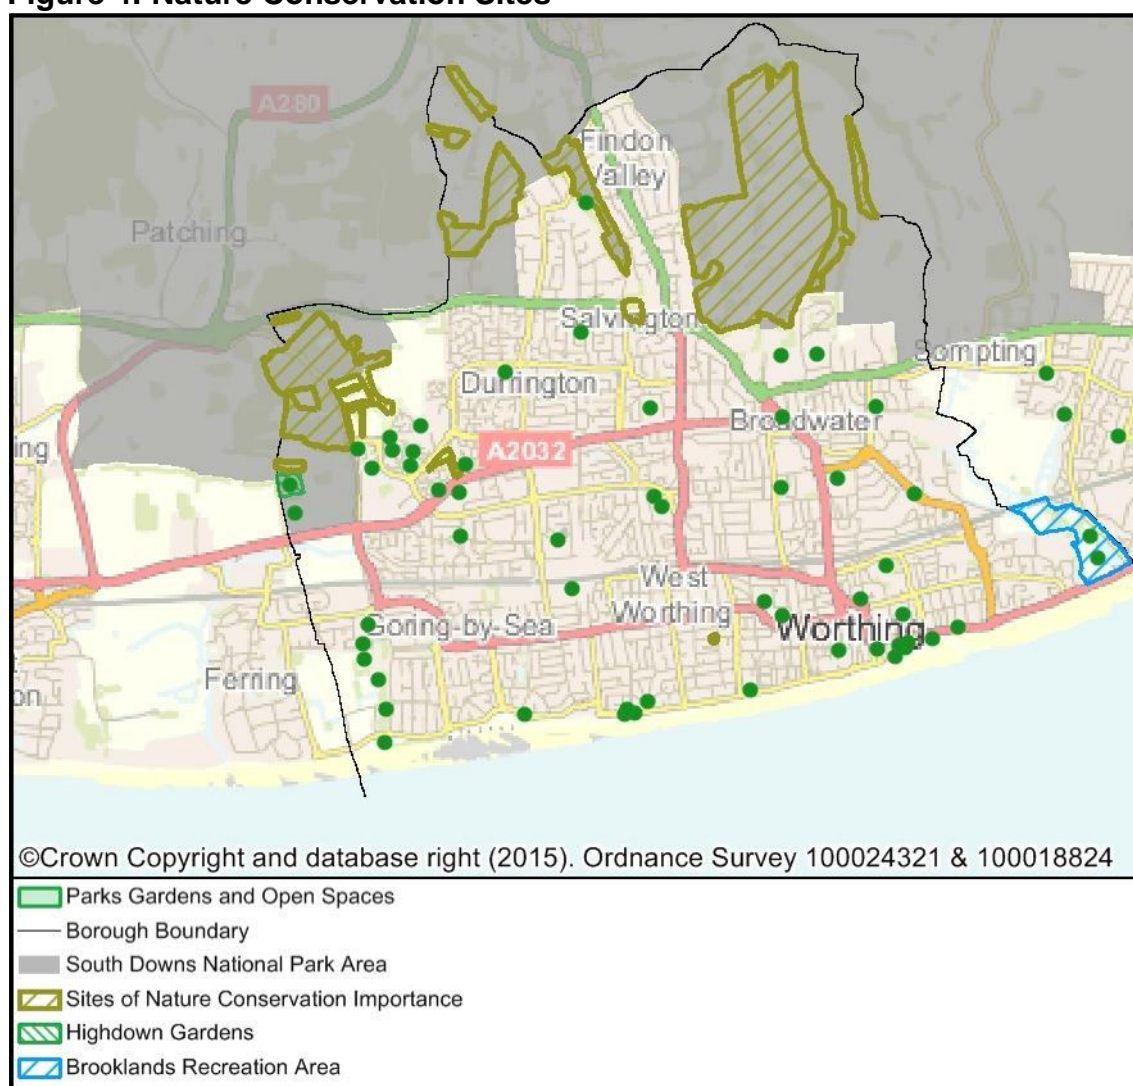 Figure 4: Nature Conservation Sites
A280
Findon
Valley
Patching
Salvington
Sompting
Durrington
Broadwater
ing
A2032
West
Worthing
Worthing
Goring-by-Sea
Ferring
on
©Crown Copyright and database right (2015). Ordnance Survey 100024321 & 100018824
Parks Gardens and Open Spaces
Borough Boundary
South Downs National Park Area
Sites of Nature Conservation Importance
Highdown Gardens
Brooklands Recreation Area